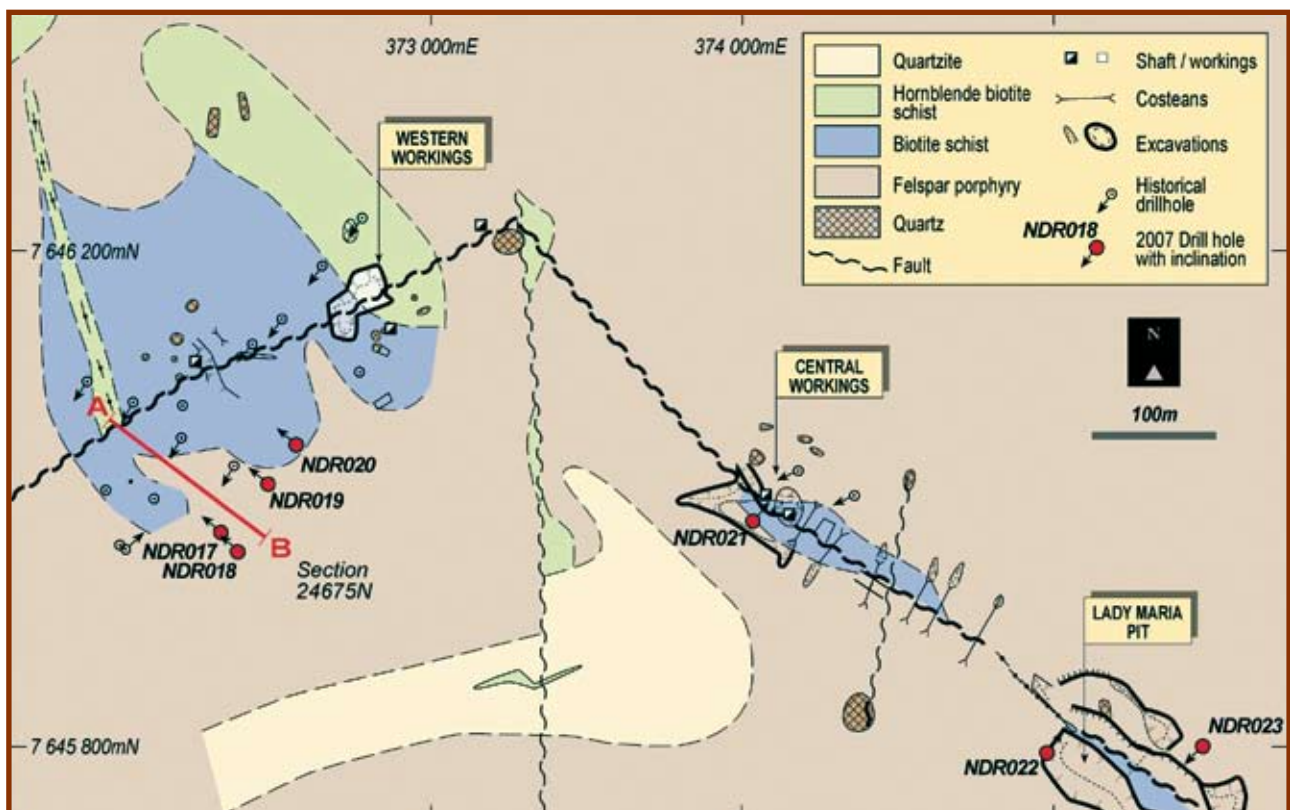 373 000mE
374 000mE
Quartzite
Hornblende biotite
schist
Biotite schist
Felspar porphyry
Quartz
Fault
Shaft / workings
Costeans
Excavations
Historical
drillhole
NDR018
2007 Drill hole
with inclination
WESTERN
WORKINGS
7 646 200mN
N
100m
CENTRAL
WORKINGS
A
NDR020
NDR019
NDR021
NDR017
B
NDR018
Section
24675N
LADY MARIA
PIT
NDR023
7 645 800mN
NDR022